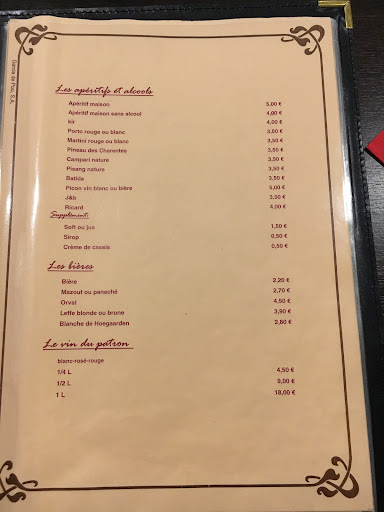 Les apéritifs et alcools
Apéritif maison 5,00 €
Apéritif maison sans alcool 4,00 €
kir 4,00 €
Porto rouge ou blanc 3,50 €
Martini rouge ou blanc 3,50 €
Pineau des Charentes 3,50 €
Campari nature 3,50 €
Pisang nature 3,50 €
Batida 3,50 €
Picon vin blanc ou bière 5,00 €
J&b 3,50 €
Ricard 4,00 €
Supplément:
Soft ou jus 1,50 €
Sirop 0,50 €
Crème de cassis 0,50 €
Les bières
Bière 2,20 €
Mazout ou panaché 2,70 €
Orval 4,50 €
Leffe blonde ou brune 3,90 €
Blanche de Hoegaarden 2,80 €
Le vin du patron
blanc-rosé-rouge
1/4 L 4,50 €
1/2 L 9,00 €
1 L 18,00 €